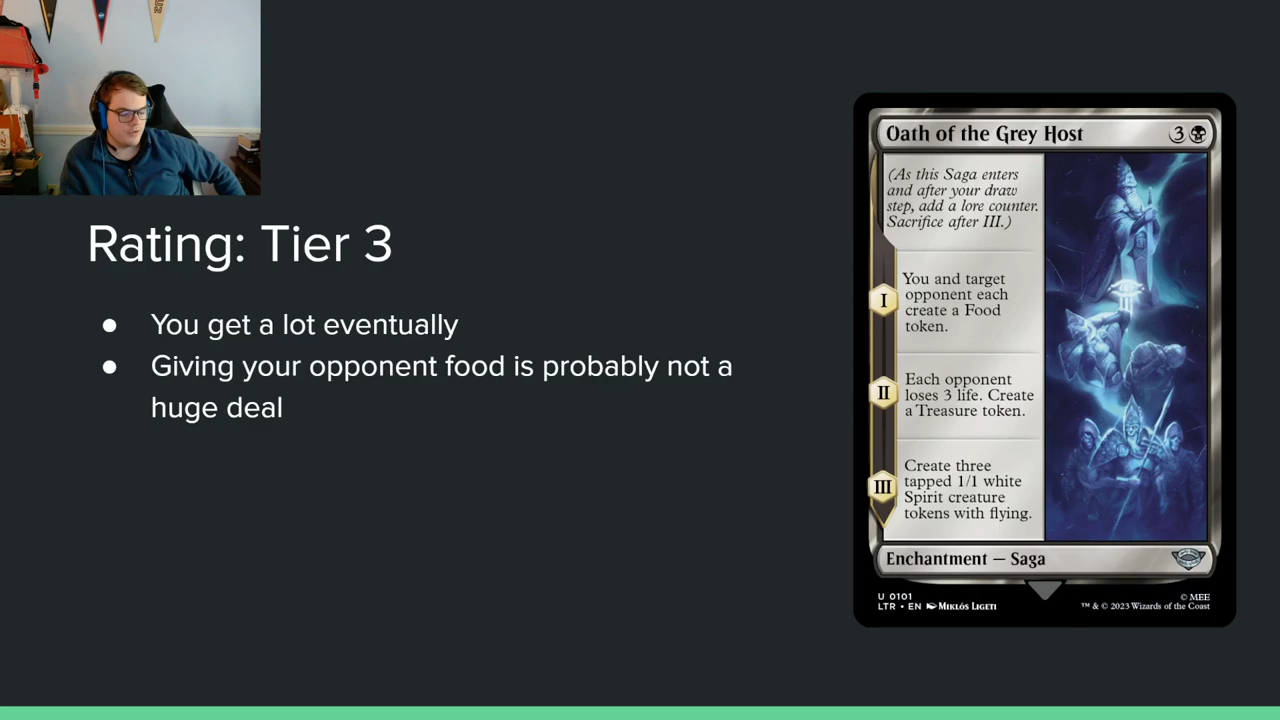 Rating: Tier 3
● You get a lot eventually
● Giving your opponent food is probably not a
huge deal
Oath of the Grey Host 3
(As this Saga enters
and after your draw
step, add a lore counter.
Sacrifice after III.)
I
You and target
opponent each
create a Food
token.
II
Each opponent
loses 3 life. Create
a Treasure token.
III
Create three
tapped 1/1 white
Spirit creature
tokens with flying.
Enchantment — Saga
U 0101
LTR • EN MIKLÓS LIGETI
© MEE
™ & © 2023 Wizards of the Coast